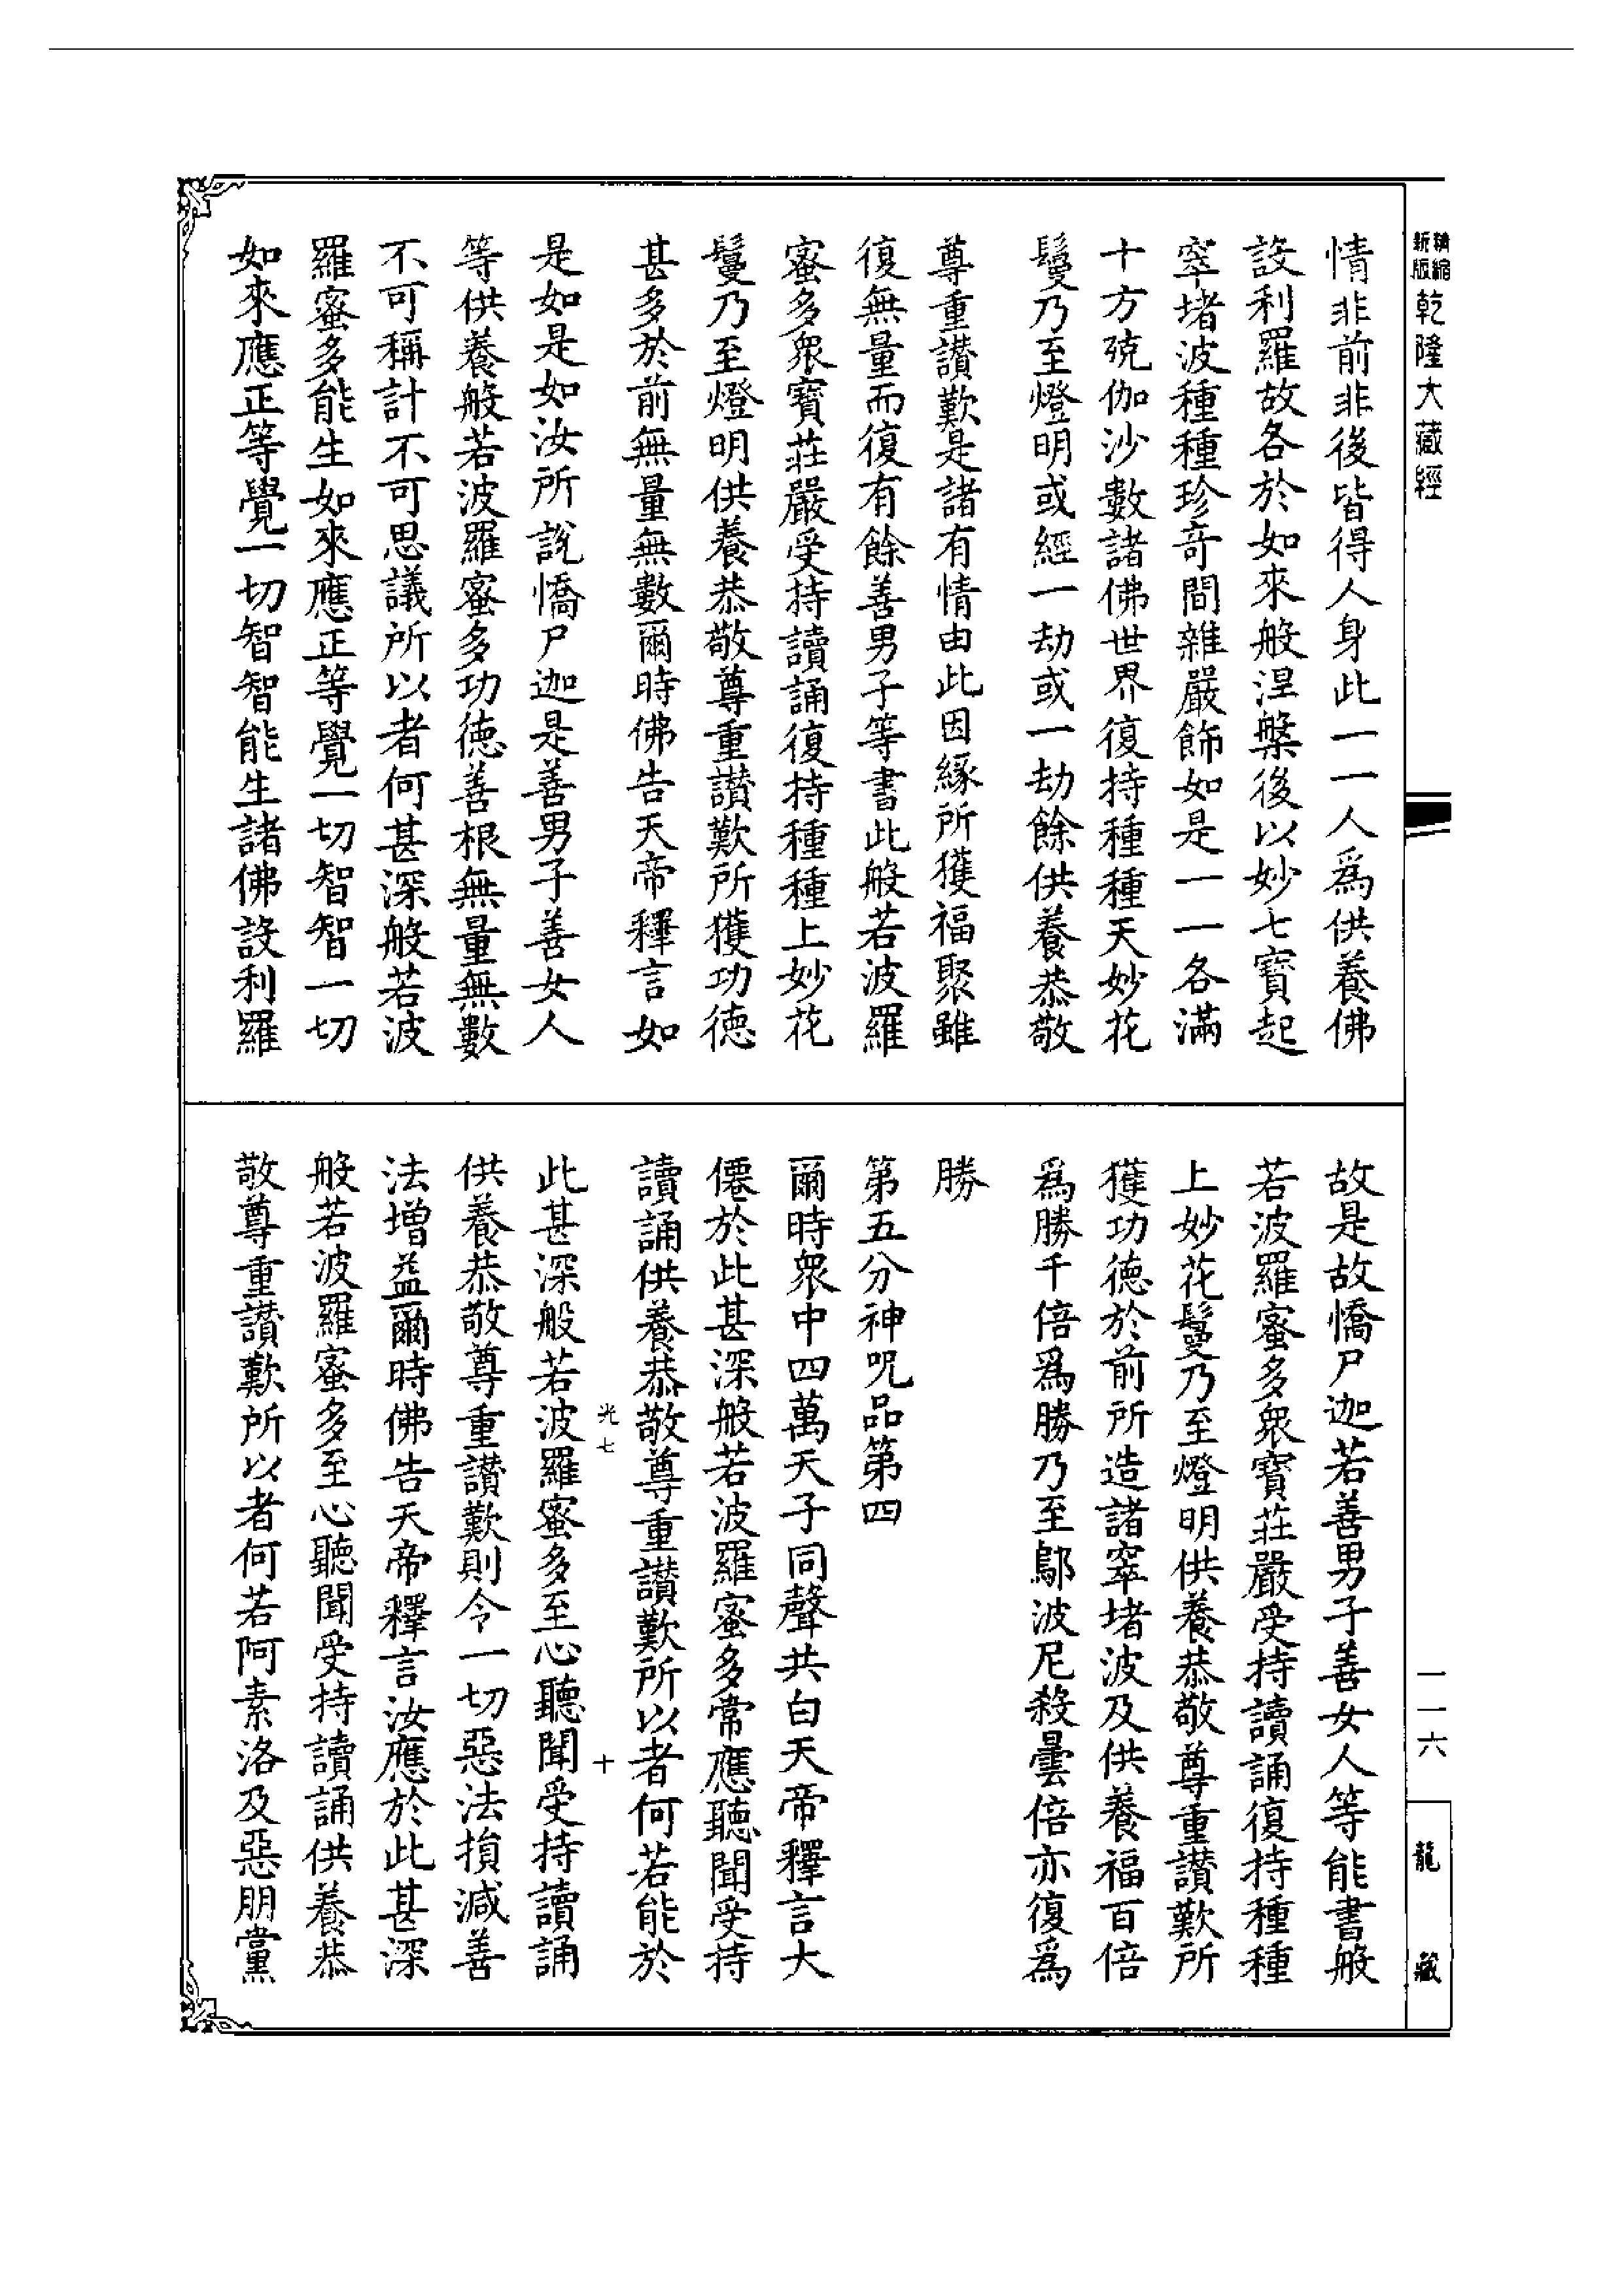 精縮新版乾隆大藏經
情非前非後皆得人身此一一人爲供養佛
設利羅故各於如來般涅槃後以妙七寶起
窣堵波種種珍奇間雜嚴飾如是一一各滿
十方殑伽沙數諸佛世界復持種種天妙花
鬘乃至燈明或經一劫或一劫餘供養恭敬
尊重讚歎是諸有情由此因緣所獲福聚雖
復無量而復有餘善男子等書此般若波羅
蜜多衆寶莊嚴受持讀誦復持種種上妙花
鬘乃至燈明供養恭敬尊重讚歎所獲功德
甚多於前無量無數爾時佛告天帝釋言如
是如是如汝所說憍尸迦是善男子善女人
等供養般若波羅蜜多功德善根無量無數
不可稱計不可思議所以者何甚深般若波
羅蜜多能生如來應正等覺一切智智一切
如來應正等覺一切智智能生諸佛設利羅
故是故憍尸迦若善男子善女人等能書般
若波羅蜜多衆寶莊嚴受持讀誦復持種種
上妙花鬘乃至燈明供養恭敬尊重讚歎所
獲功德於前所造諸窣堵波及供養福百倍
爲勝千倍爲勝乃至鄔波尼殺曇倍亦復爲
勝
第五分神呪品第四
爾時衆中四萬天子同聲共白天帝釋言大
僊於此甚深般若波羅蜜多常應聽聞受持
讀誦供養恭敬尊重讚歎所以者何若能於
光七 十
此甚深般若波羅蜜多至心聽聞受持讀誦
供養恭敬尊重讚歎則令一切惡法損減善
法增益爾時佛告天帝釋言汝應於此甚深
般若波羅蜜多至心聽聞受持讀誦供養恭
敬尊重讚歎所以者何若阿素洛及惡朋黨
一一六
龍藏